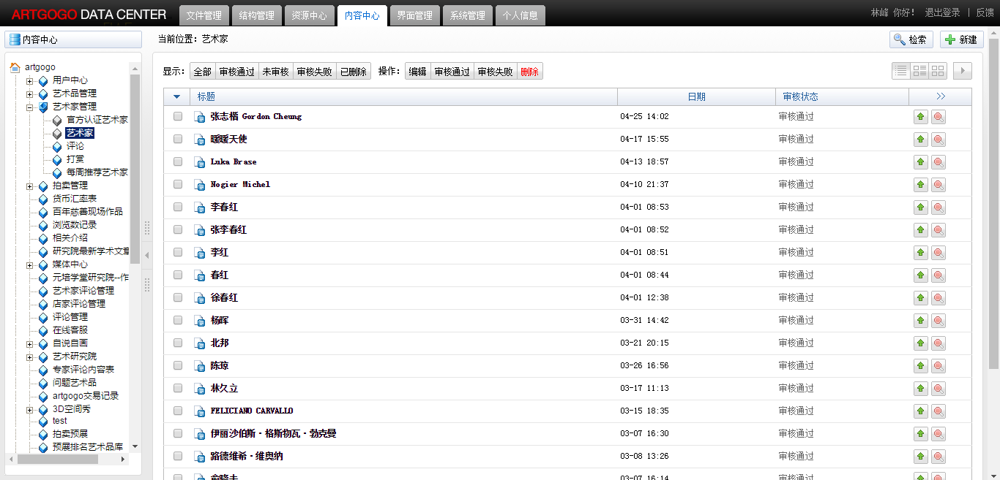 ARTGOGO DATA CENTER 文件管理 结构管理 资源中心 内容中心 界面管理 系统管理 个人信息 林峰 你好! 退出登录 | 反馈
内容中心
当前位置：艺术家 检索 新建
artgogo
用户中心
艺术品管理
艺术家管理
官方认证艺术家
艺术家
评论
打赏
每周推荐艺术家
拍卖管理
货币汇率表
百年慈善现场作品
浏览数记录
相关介绍
研究院最新学术文章
媒体中心
元培学堂研究院--作
艺术家评论管理
店家评论管理
评论管理
在线客服
自说自画
艺术研究院
专家评论内容表
问题艺术品
artgogo交易记录
3D空间秀
test
拍卖预展
预展排名艺术品库
显示： 全部 审核通过 未审核 审核失败 已删除 操作： 编辑 审核通过 审核失败 删除
标题 日期 审核状态 >>
张志楷 Gordon Cheung 04-25 14:02 审核通过
暖暖天使 04-17 15:55 审核通过
Luka Brase 04-13 18:57 审核通过
Nogier Michel 04-10 21:37 审核通过
李春红 04-01 08:53 审核通过
张李春红 04-01 08:52 审核通过
李红 04-01 08:51 审核通过
春红 04-01 08:44 审核通过
徐春红 04-01 12:38 审核通过
杨晖 03-31 14:42 审核通过
北邦 03-21 20:15 审核通过
陈琼 03-26 16:56 审核通过
林久立 03-17 11:13 审核通过
FELICIANO CARVALLO 03-15 18:35 审核通过
伊丽沙伯斯·格斯物瓦·勃克曼 03-07 16:30 审核通过
路德维希·维奥纳 03-08 13:26 审核通过
03-07 16:14 审核通过